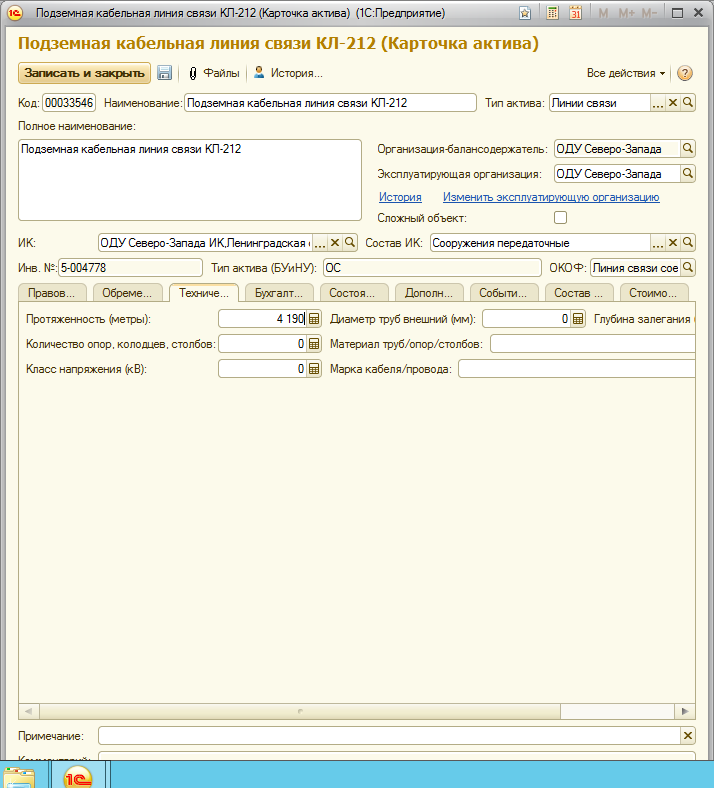 Подземная кабельная линия связи КЛ-212 (Карточка актива) (1С:Предприятие) M M+ M-
Подземная кабельная линия связи КЛ-212 (Карточка актива)
Записать и закрыть Файлы История... Все действия
Код: 00033546 Наименование: Подземная кабельная линия связи КЛ-212 Тип актива: Линии связи ...
Полное наименование:
Подземная кабельная линия связи КЛ-212
Организация-балансодержатель: ОДУ Северо-Запада
Эксплуатирующая организация: ОДУ Северо-Запада
История Изменить эксплуатирующую организацию
Сложный объект:
ИК: ОДУ Северо-Запада ИК,Ленинградская ... Состав ИК: Сооружения передаточные ...
Инв. №: 5-004778 Тип актива (БУиНУ): ОС ОКОФ: Линия связи сое
Правов... Обреме... Техниче... Бухгалт... Состоя... Дополн... Событи... Состав ... Стоимо...
Протяженность (метры): 4 190 Диаметр труб внешний (мм): 0 Глубина залегания (
Количество опор, колодцев, столбов: 0 Материал труб/опор/столбов:
Класс напряжения (кВ): 0 Марка кабеля/провода:
Примечание:
Комментарий:
1С